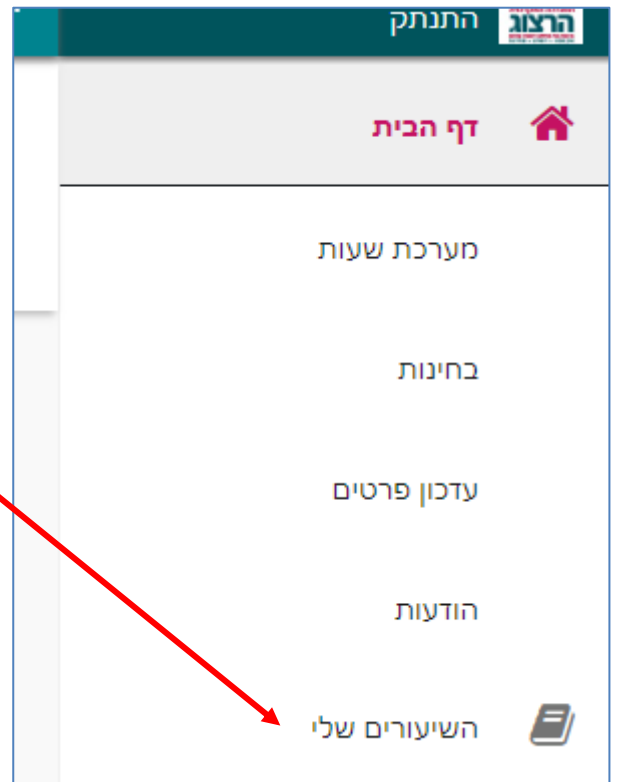 התנתק
הרצוג
דף הבית
מערכת שעות
בחינות
עדכון פרטים
הודעות
השיעורים שלי